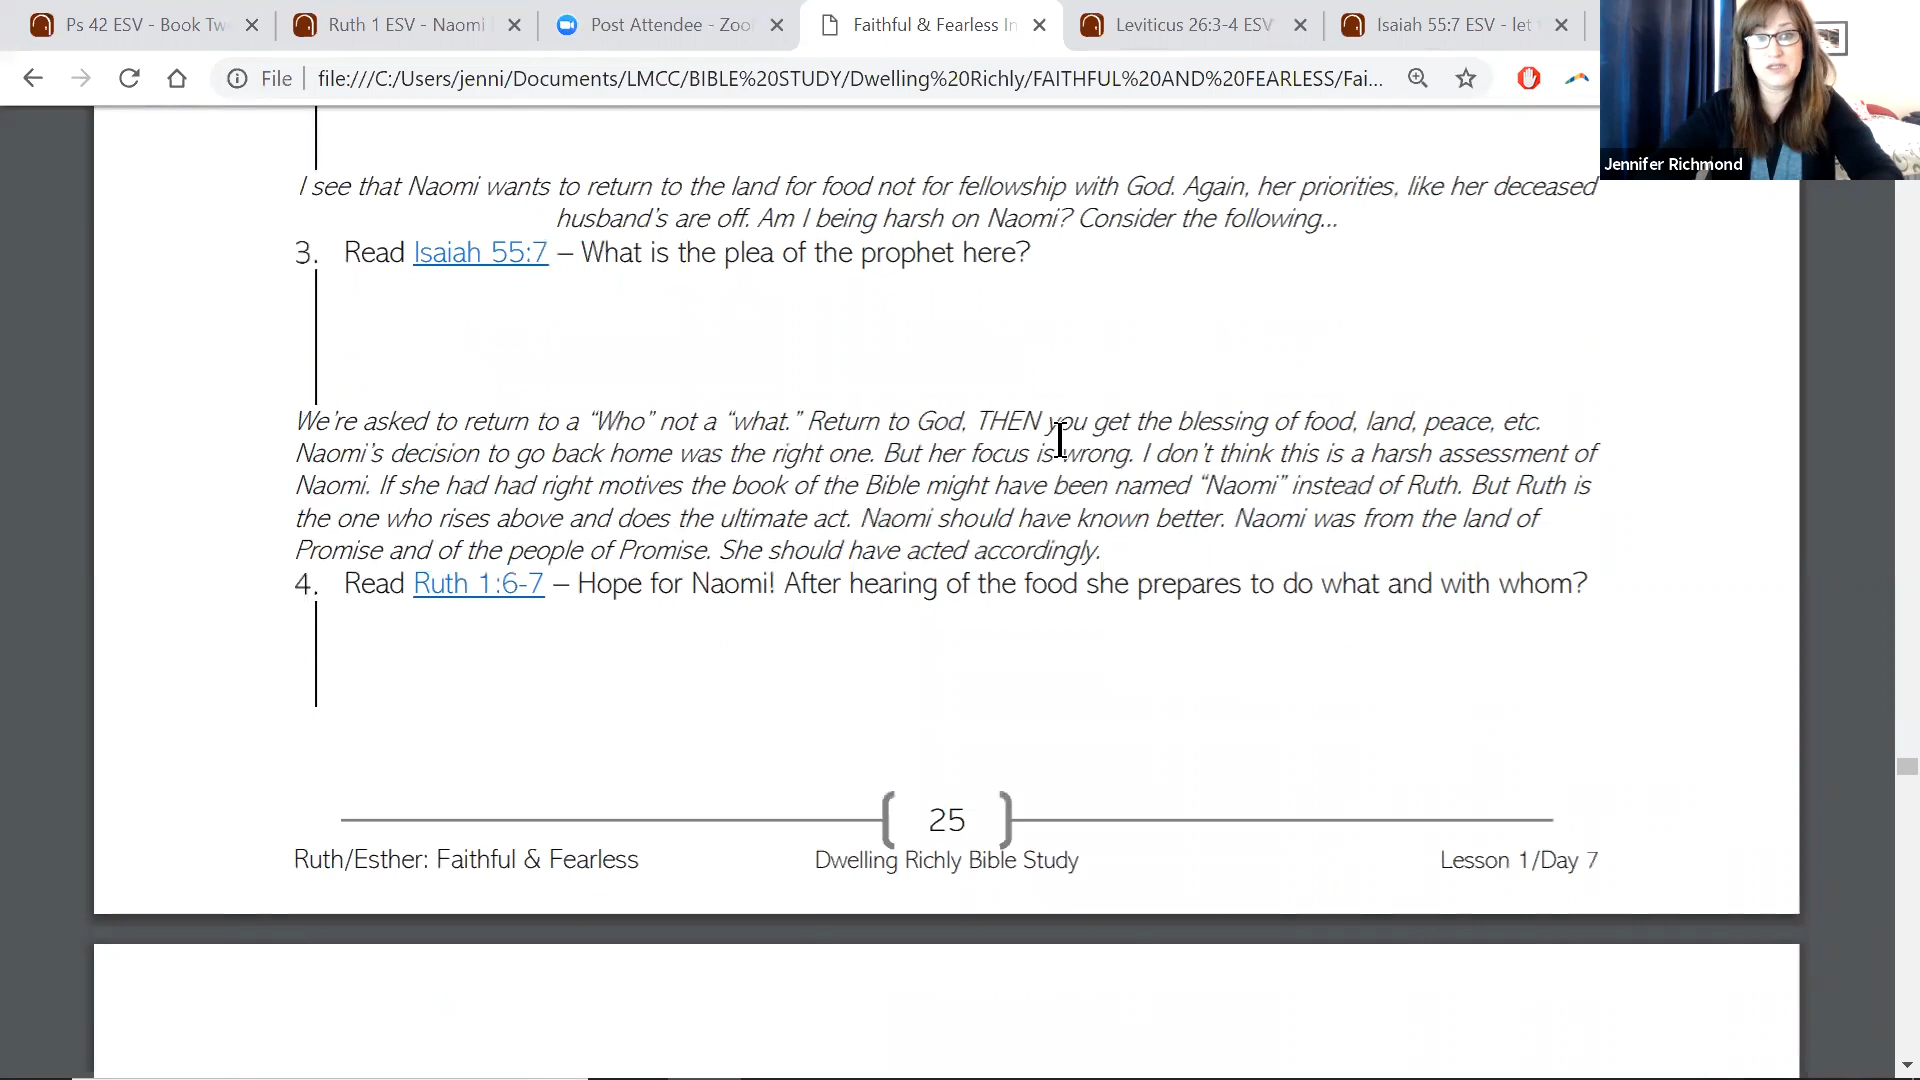 Ps 42 ESV - Book Tw
Ruth 1 ESV - Naomi
Post Attendee - Zoo
Faithful & Fearless In
Leviticus 26:3-4 ESV
Isaiah 55:7 ESV - let
File
file:///C:/Users/jenni/Documents/LMCC/BIBLE%20STUDY/Dwelling%20Richly/FAITHFUL%20AND%20FEARLESS/Fai...
Jennifer Richmond
I see that Naomi wants to return to the land for food not for fellowship with God. Again, her priorities, like her deceased
husband's are off. Am I being harsh on Naomi? Consider the following...
3. Read Isaiah 55:7 – What is the plea of the prophet here?
We're asked to return to a “Who” not a “what.” Return to God, THEN you get the blessing of food, land, peace, etc.
Naomi's decision to go back home was the right one. But her focus is wrong. I don't think this is a harsh assessment of
Naomi. If she had had right motives the book of the Bible might have been named “Naomi” instead of Ruth. But Ruth is
the one who rises above and does the ultimate act. Naomi should have known better. Naomi was from the land of
Promise and of the people of Promise. She should have acted accordingly.
4. Read Ruth 1:6-7 – Hope for Naomi! After hearing of the food she prepares to do what and with whom?
25
Ruth/Esther: Faithful & Fearless
Dwelling Richly Bible Study
Lesson 1/Day 7